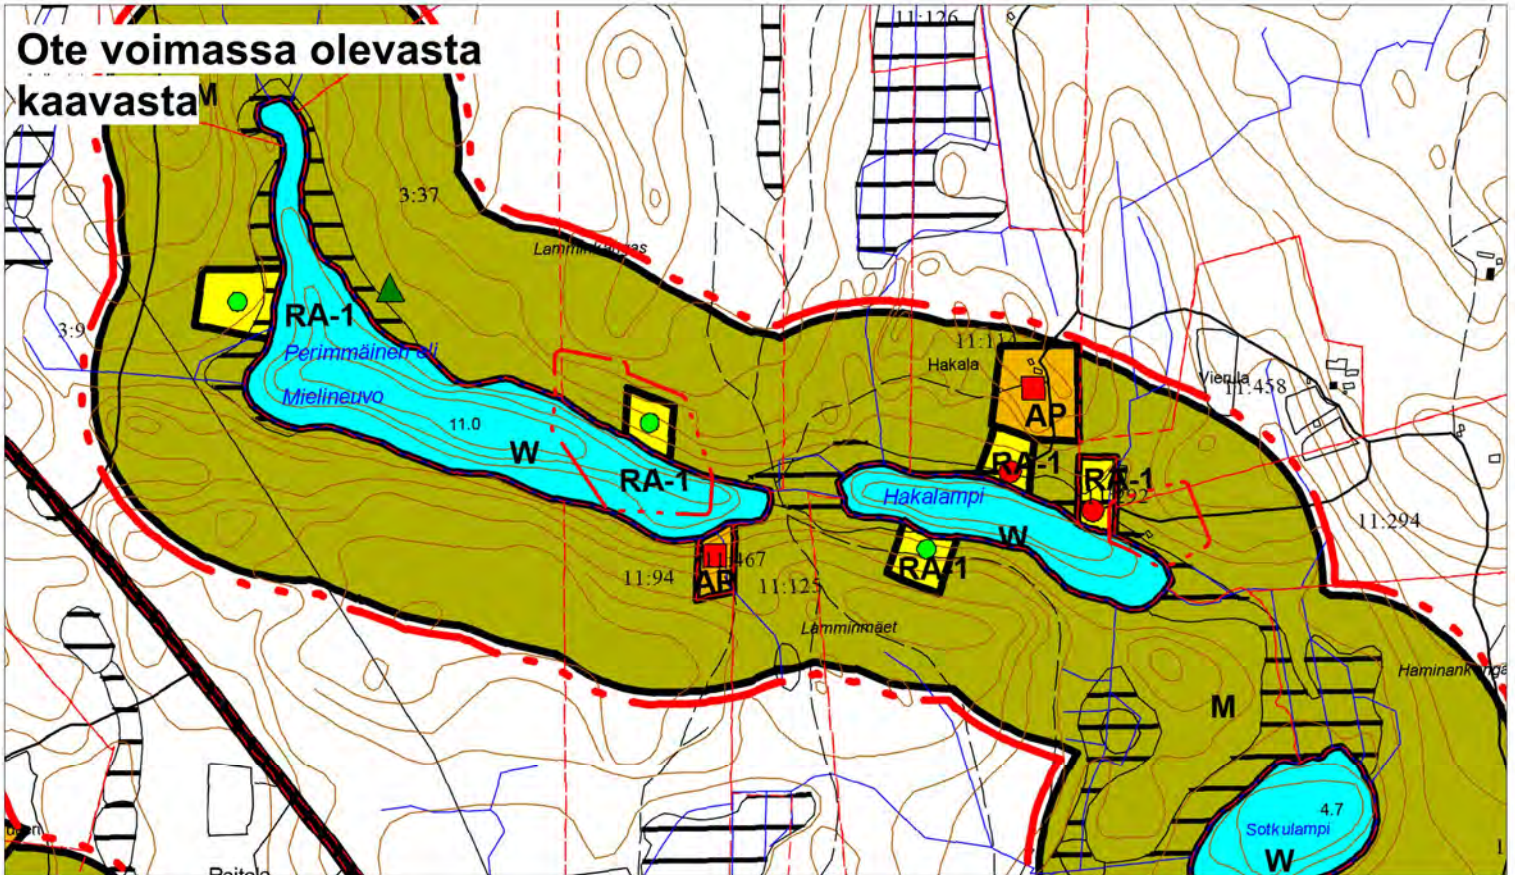 Ote voimassa olevasta
kaavasta
M
11:126
3:37
3:9
RA-1
Perimmäinen eli
Mielineuvo
11.0
W
Hakala
AP
Vierula
11:458
RA-1
RA-1
RA-1
Hakalampi
W
11:294
AP
11:94
11:125
RA-1
Lamminmäet
M
4.7
Sotkulampi
W